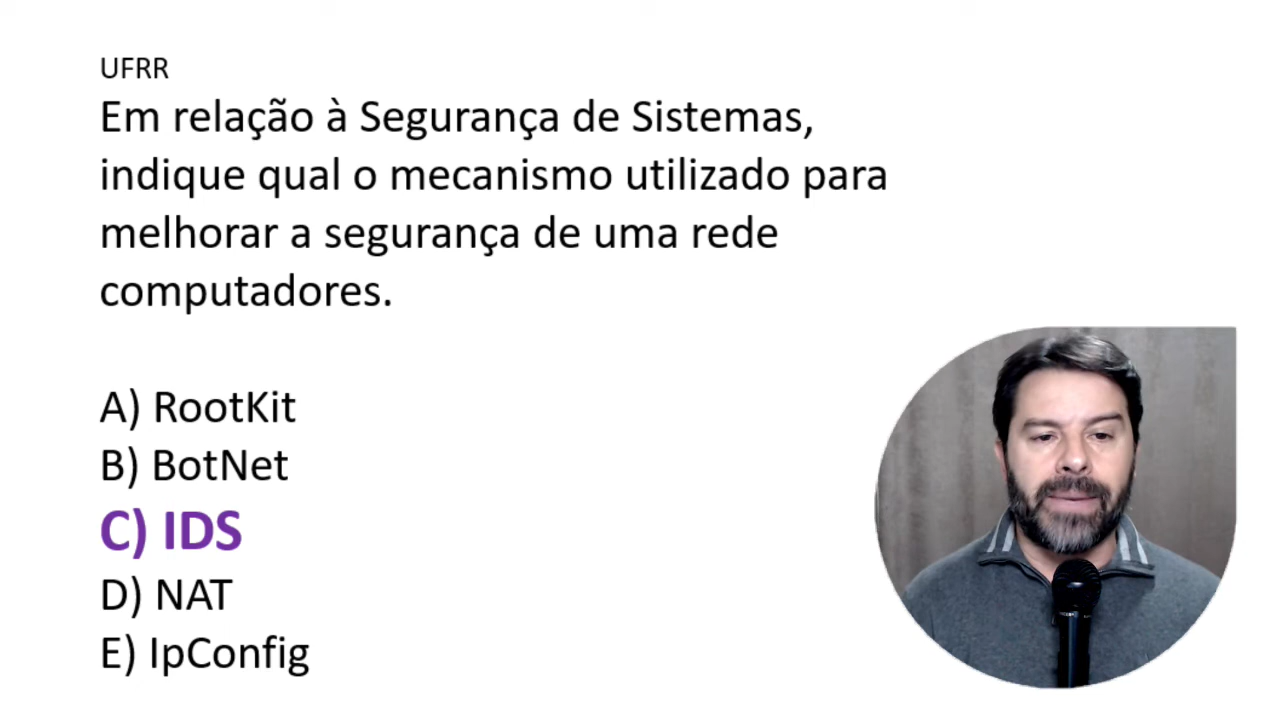 UFRR
Em relação à Segurança de Sistemas,
indique qual o mecanismo utilizado para
melhorar a segurança de uma rede
computadores.
A) RootKit
B) BotNet
C) IDS
D) NAT
E) IpConfig